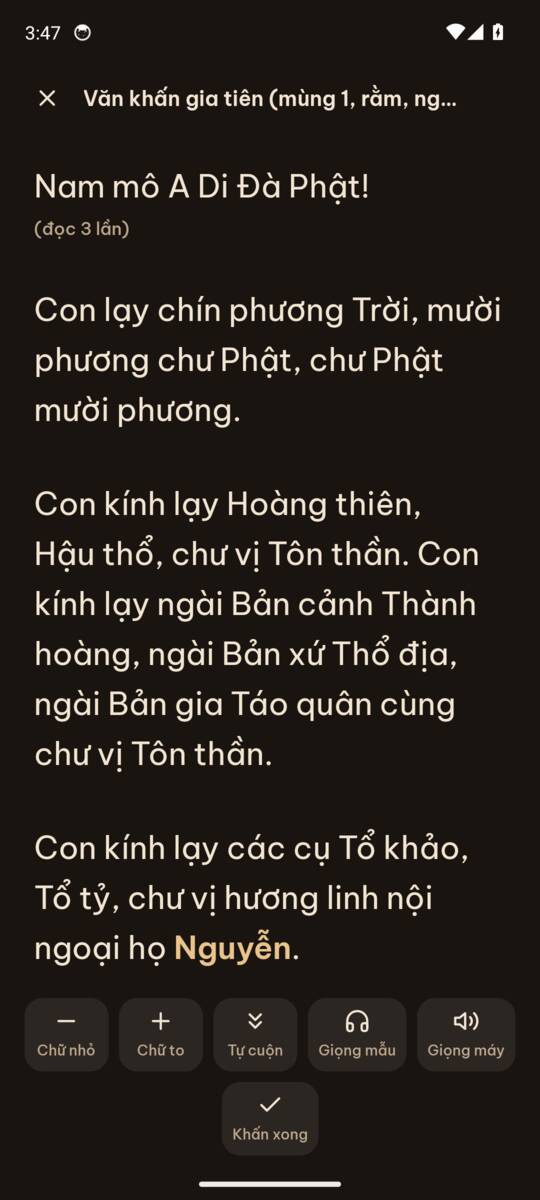 3:47
Văn khấn gia tiên (mùng 1, rằm, ng...
Nam mô A Di Đà Phật!
(đọc 3 lần)
Con lạy chín phương Trời, mười
phương chư Phật, chư Phật
mười phương.
Con kính lạy Hoàng thiên,
Hậu thổ, chư vị Tôn thần. Con
kính lạy ngài Bản cảnh Thành
hoàng, ngài Bản xứ Thổ địa,
ngài Bản gia Táo quân cùng
chư vị Tôn thần.
Con kính lạy các cụ Tổ khảo,
Tổ tỷ, chư vị hương linh nội
ngoại họ Nguyễn.
Chữ nhỏ Chữ to Tự cuộn Giọng mẫu Giọng máy
Khấn xong